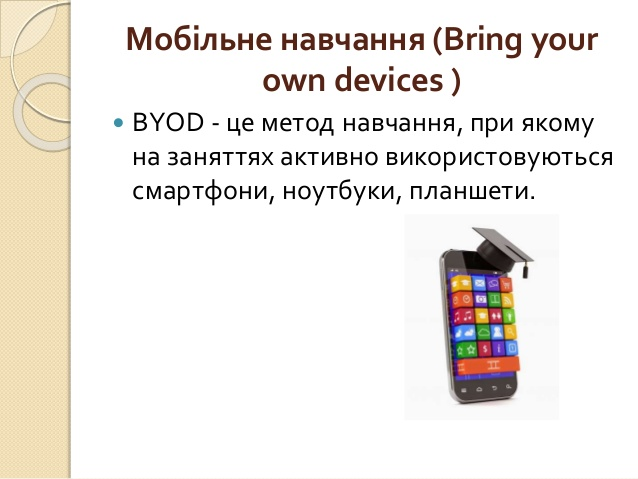 Мобільне навчання (Bring your
own devices )
BYOD - це метод навчання, при якому
на заняттях активно використовуються
смартфони, ноутбуки, планшети.